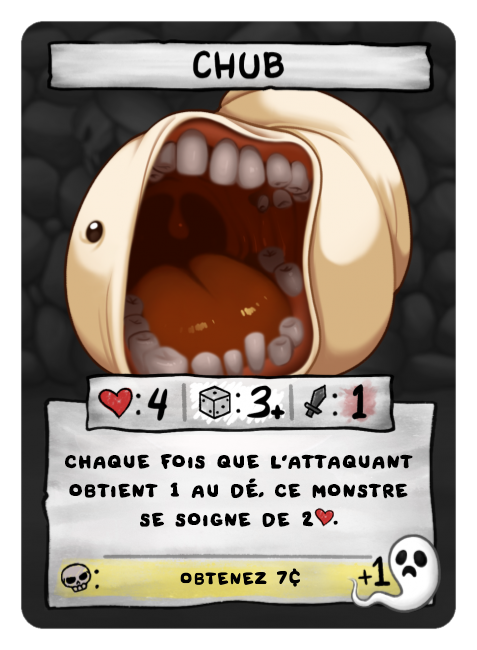 CHUB
: 4 : 3+ : 1
CHAQUE FOIS QUE L'ATTAQUANT
OBTIENT 1 AU DÉ, CE MONSTRE
SE SOIGNE DE 2♥.
: OBTENEZ 7¢ +1